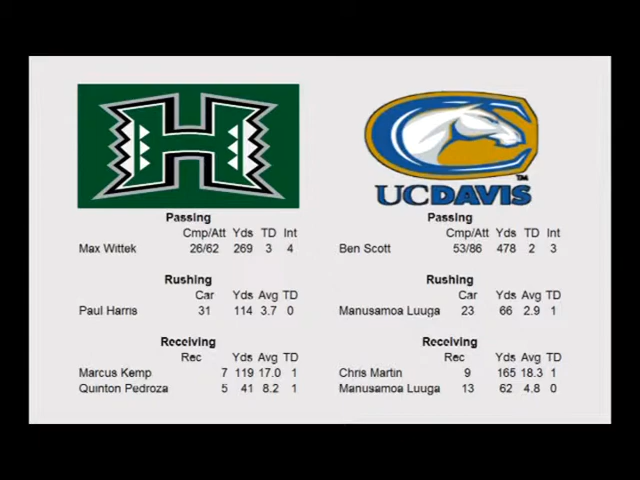 H
C
TM
UCDAVIS
Passing
Cmp/Att Yds TD Int
Max Wittek 26/62 269 3 4
Rushing
Car Yds Avg TD
Paul Harris 31 114 3.7 0
Receiving
Rec Yds Avg TD
Marcus Kemp 7 119 17.0 1
Quinton Pedroza 5 41 8.2 1
Passing
Cmp/Att Yds TD Int
Ben Scott 53/86 478 2 3
Rushing
Car Yds Avg TD
Manusamoa Luuga 23 66 2.9 1
Receiving
Rec Yds Avg TD
Chris Martin 9 165 18.3 1
Manusamoa Luuga 13 62 4.8 0